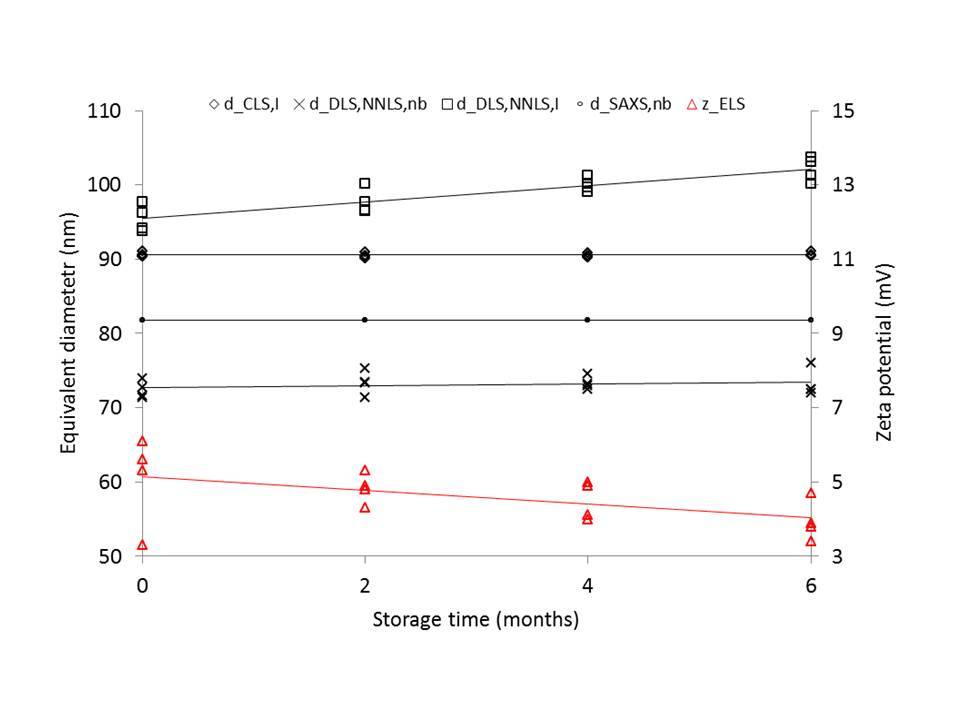 d_CLS,I d_DLS,NNLS,nb d_DLS,NNLS,I d_SAXS,nb z_ELS
110 15
100 13
90 11
80 9
70 7
60 5
50 3
0 2 4 6
Storage time (months)
Equivalent diametetr (nm)
Zeta potential (mV)